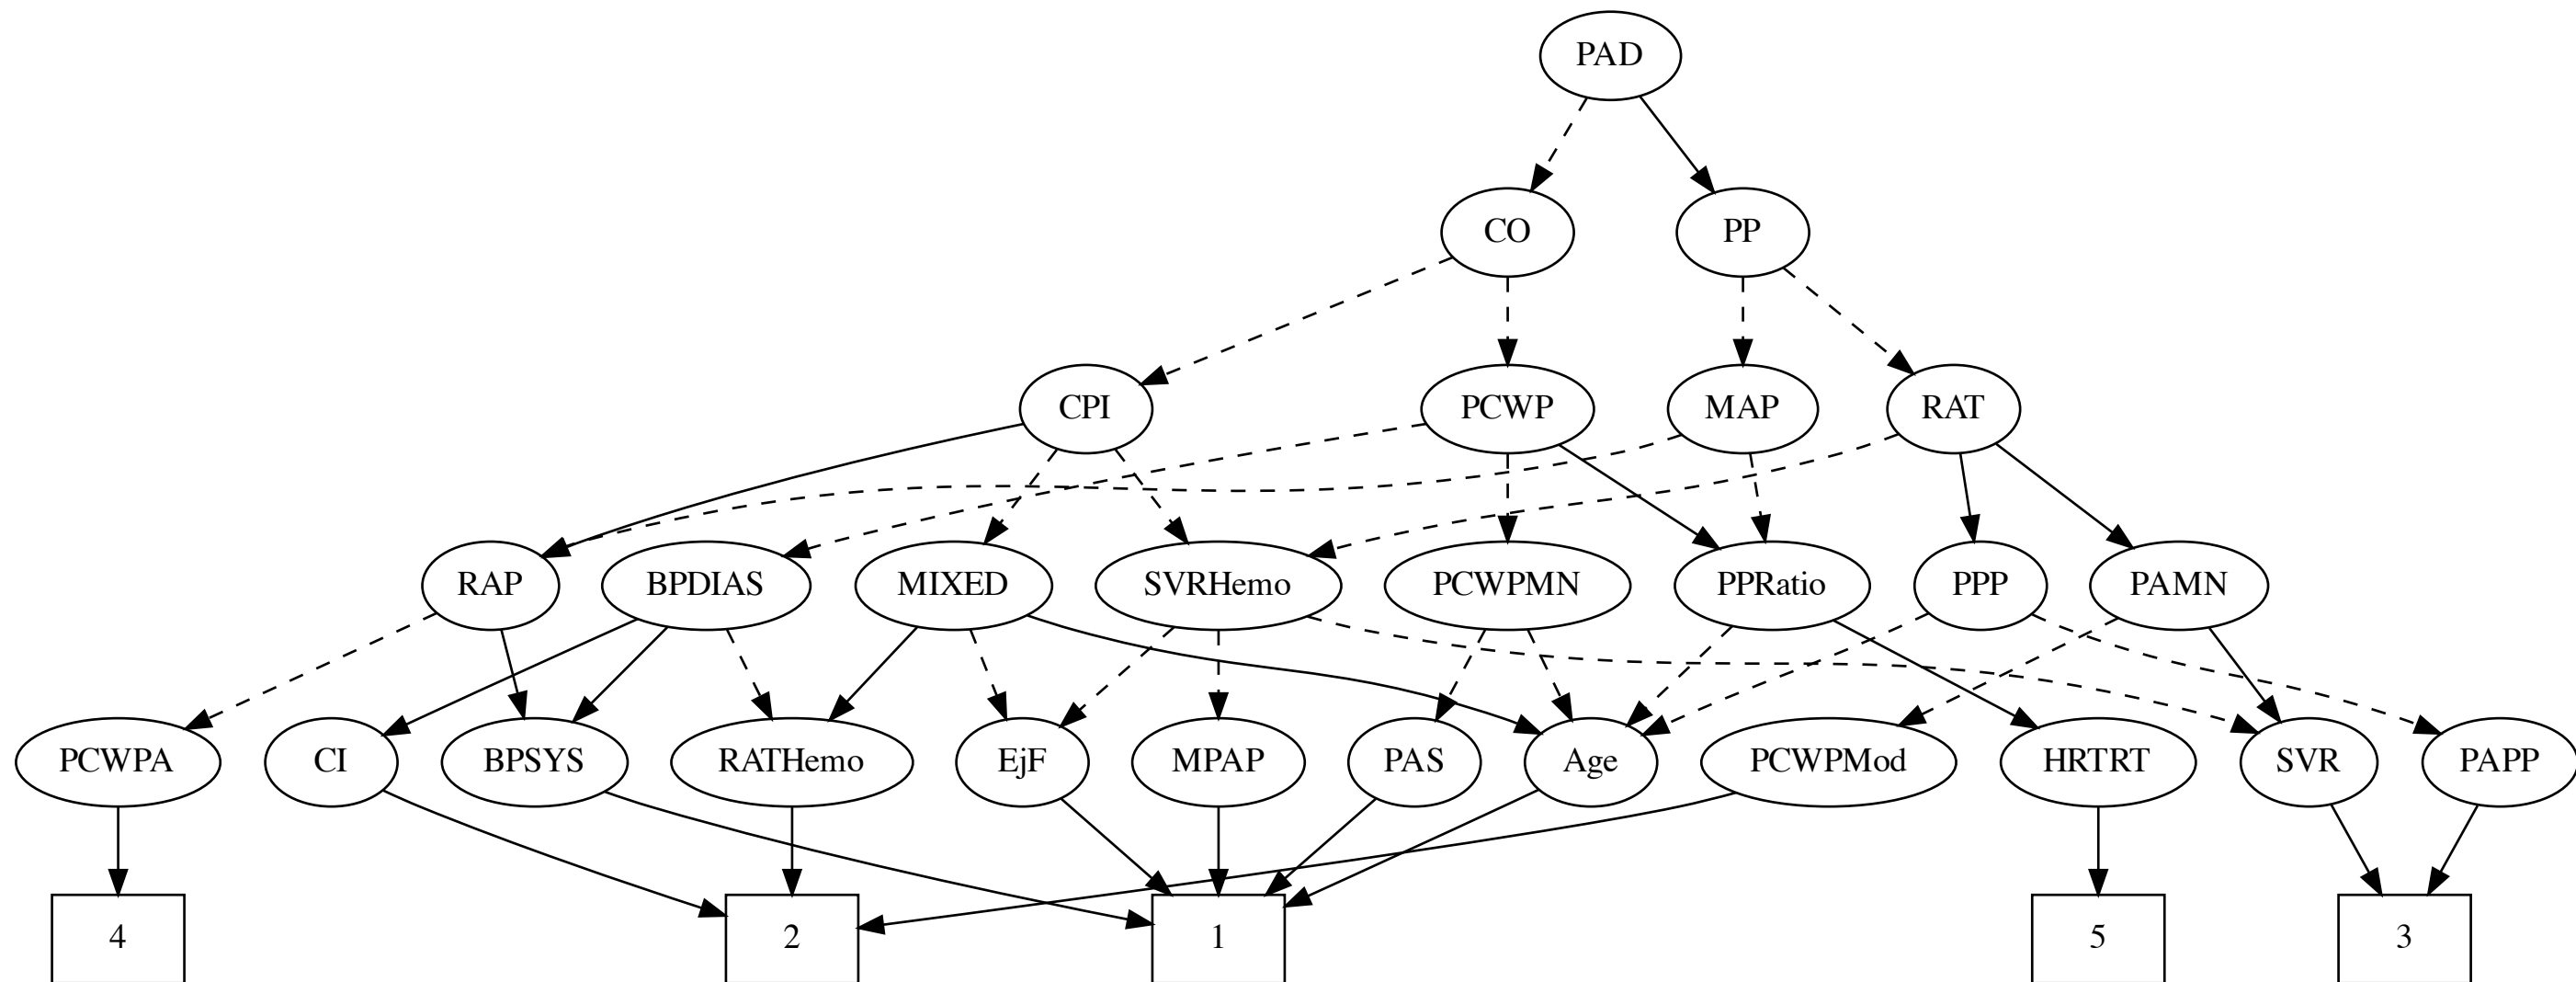 PAD
CO
PP
CPI
PCWP
MAP
RAT
RAP
BPDIAS
MIXED
SVRHemo
PCWPMN
PPRatio
PPP
PAMN
PCWPA
CI
BPSYS
RATHemo
EjF
MPAP
PAS
Age
PCWPMod
HRTRT
SVR
PAPP
4
2
1
5
3